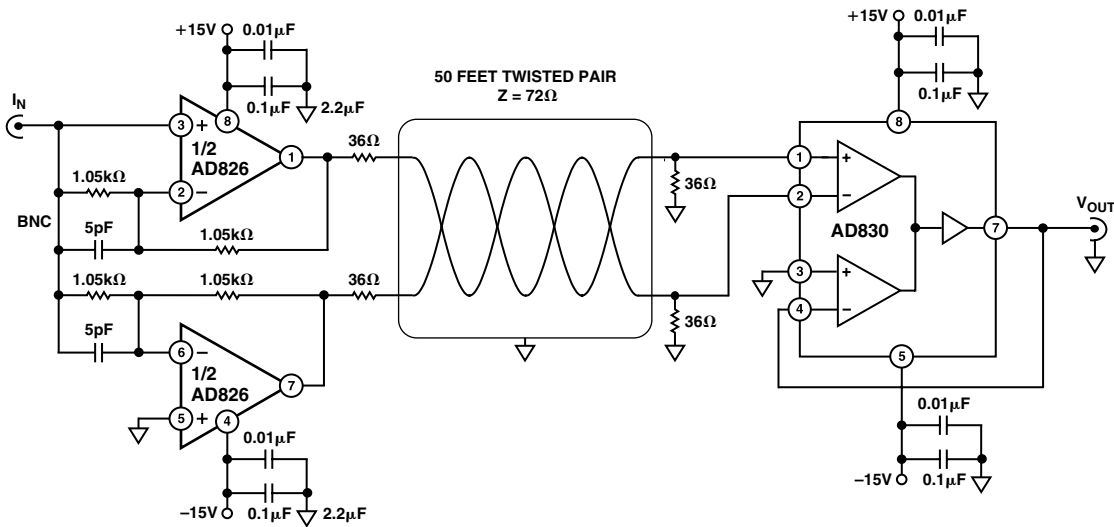 +15V
0.01µF
0.1µF
2.2µF
50 FEET TWISTED PAIR
Z = 72Ω
+15V
0.01µF
0.1µF
I_N
3
+
8
1/2
AD826
1
36Ω
1.05kΩ
2
−
BNC
5pF
1.05kΩ
36Ω
1
+
8
2
−
AD830
7
V_OUT
1.05kΩ
1.05kΩ
36Ω
36Ω
3
+
4
−
5pF
6
−
1/2
AD826
7
5
+
4
5
0.01µF
−15V
0.1µF
2.2µF
0.01µF
−15V
0.1µF